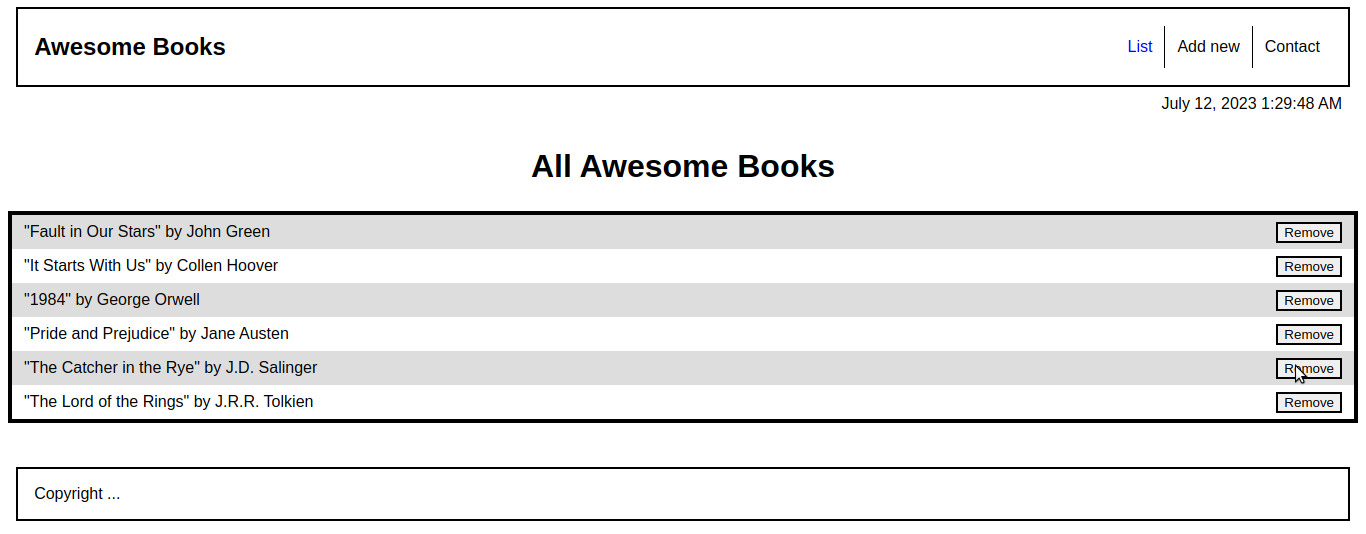 Awesome Books
List Add new Contact
July 12, 2023 1:29:48 AM
All Awesome Books
"Fault in Our Stars" by John Green Remove
"It Starts With Us" by Collen Hoover Remove
"1984" by George Orwell Remove
"Pride and Prejudice" by Jane Austen Remove
"The Catcher in the Rye" by J.D. Salinger Remove
"The Lord of the Rings" by J.R.R. Tolkien Remove
Copyright ...